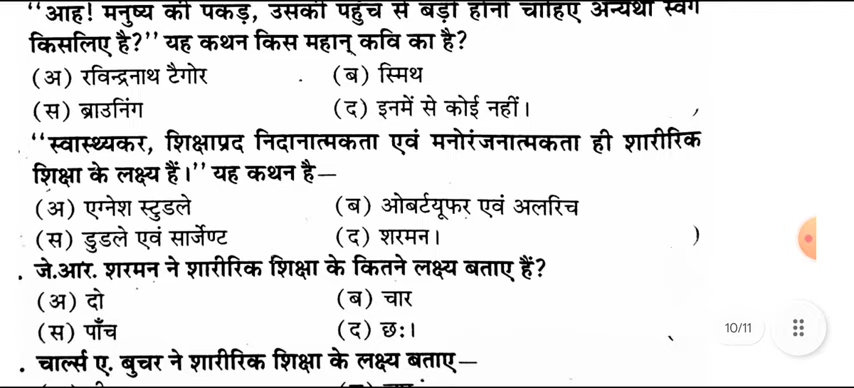 “आह! मनुष्य की पकड़, उसकी पहुंच से बड़ी होनी चाहिए अन्यथा स्वर्ग
किसलिए है?” यह कथन किस महान् कवि का है?
(अ) रविन्द्रनाथ टैगोर (ब) स्मिथ
(स) ब्राउनिंग (द) इनमें से कोई नहीं।
“स्वास्थ्यकर, शिक्षाप्रद निदानात्मकता एवं मनोरंजनात्मकता ही शारीरिक
शिक्षा के लक्ष्य हैं।” यह कथन है—
(अ) एग्नेश स्टुडले (ब) ओबर्टयूफर एवं अलरिच
(स) डुडले एवं सार्जेण्ट (द) शरमन। )
. जे.आर. शरमन ने शारीरिक शिक्षा के कितने लक्ष्य बताए हैं?
(अ) दो (ब) चार
(स) पाँच (द) छः।
10/11
. चार्ल्स ए. बुचर ने शारीरिक शिक्षा के लक्ष्य बताए—